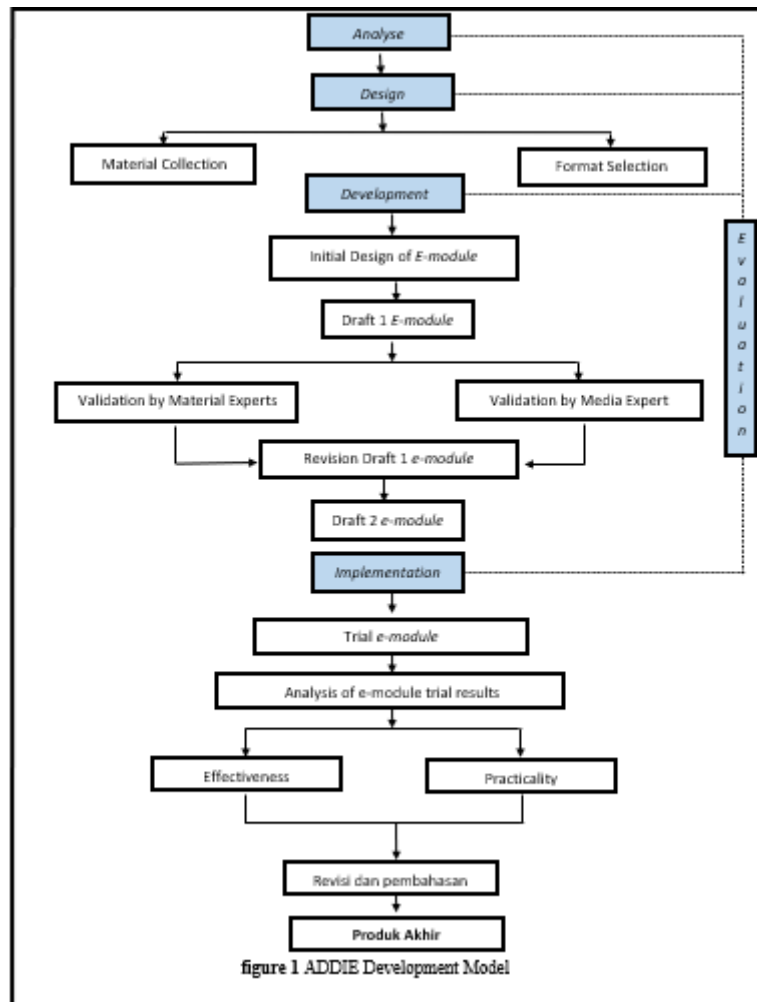 Analyse
Design
Material Collection
Format Selection
Development
Initial Design of E-module
Draft 1 E-module
Validation by Material Experts
Validation by Media Expert
Revision Draft 1 e-module
Draft 2 e-module
Implementation
Trial e-module
Analysis of e-module trial results
Effectiveness
Practicality
Revisi dan pembahasan
Produk Akhir
Evaluation
figure 1 ADDIE Development Model